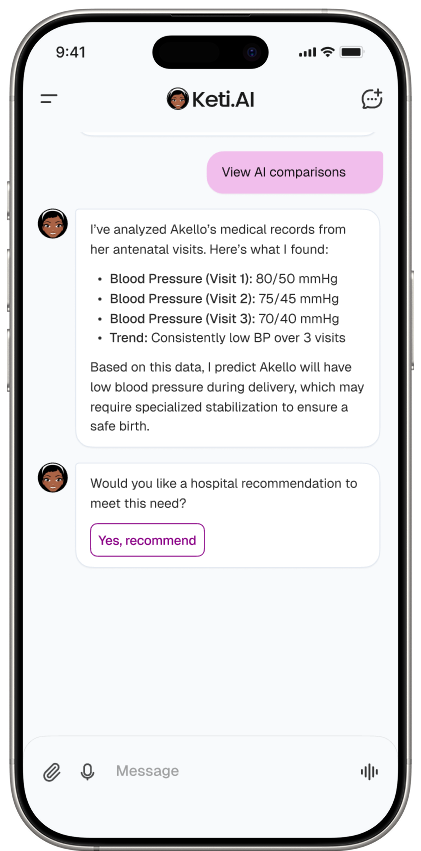 9:41
Keti.AI
View AI comparisons
I've analyzed Akello's medical records from
her antenatal visits. Here's what I found:
• Blood Pressure (Visit 1): 80/50 mmHg
• Blood Pressure (Visit 2): 75/45 mmHg
• Blood Pressure (Visit 3): 70/40 mmHg
• Trend: Consistently low BP over 3 visits
Based on this data, I predict Akello will have
low blood pressure during delivery, which may
require specialized stabilization to ensure a
safe birth.
Would you like a hospital recommendation to
meet this need?
Yes, recommend
Message